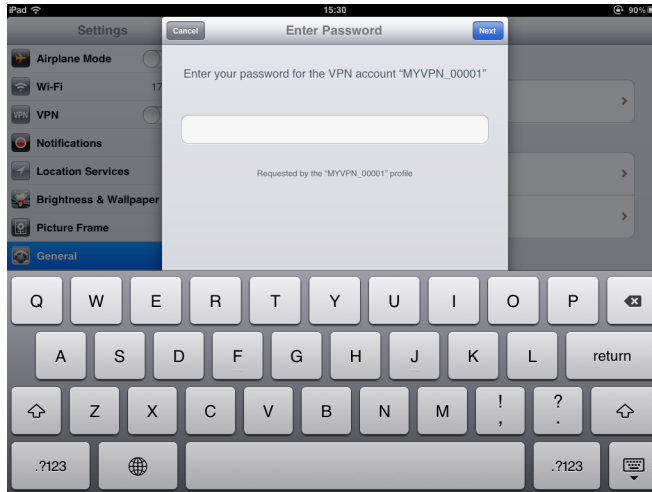 iPad 15:30 90%
Settings
Cancel Enter Password Next
Airplane Mode
Enter your password for the VPN account “MYVPN_00001”
Wi-Fi 17
VPN VPN
Notifications
Location Services
Requested by the “MYVPN_00001” profile
Brightness & Wallpaper
Picture Frame
General
Q W E R T Y U I O P
A S D F G H J K L return
Z X C V B N M ! , ? .
.?123 .?123